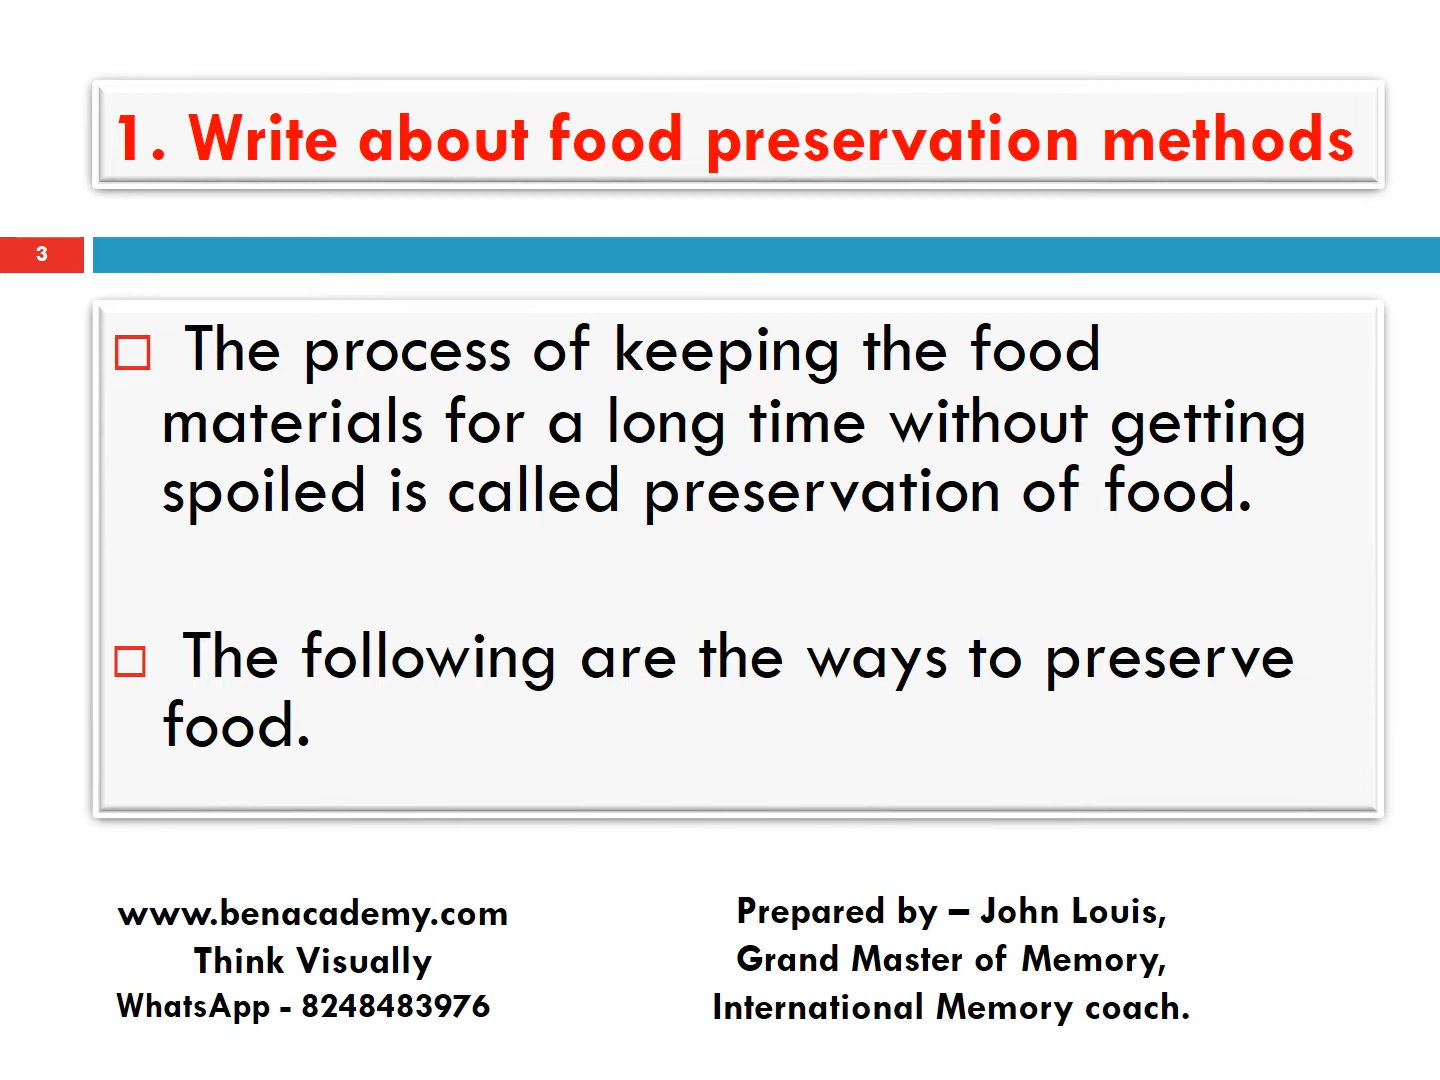 1. Write about food preservation methods
3
The process of keeping the food
materials for a long time without getting
spoiled is called preservation of food.
The following are the ways to preserve
food.
www.benacademy.com
Think Visually
WhatsApp - 8248483976
Prepared by – John Louis,
Grand Master of Memory,
International Memory coach.